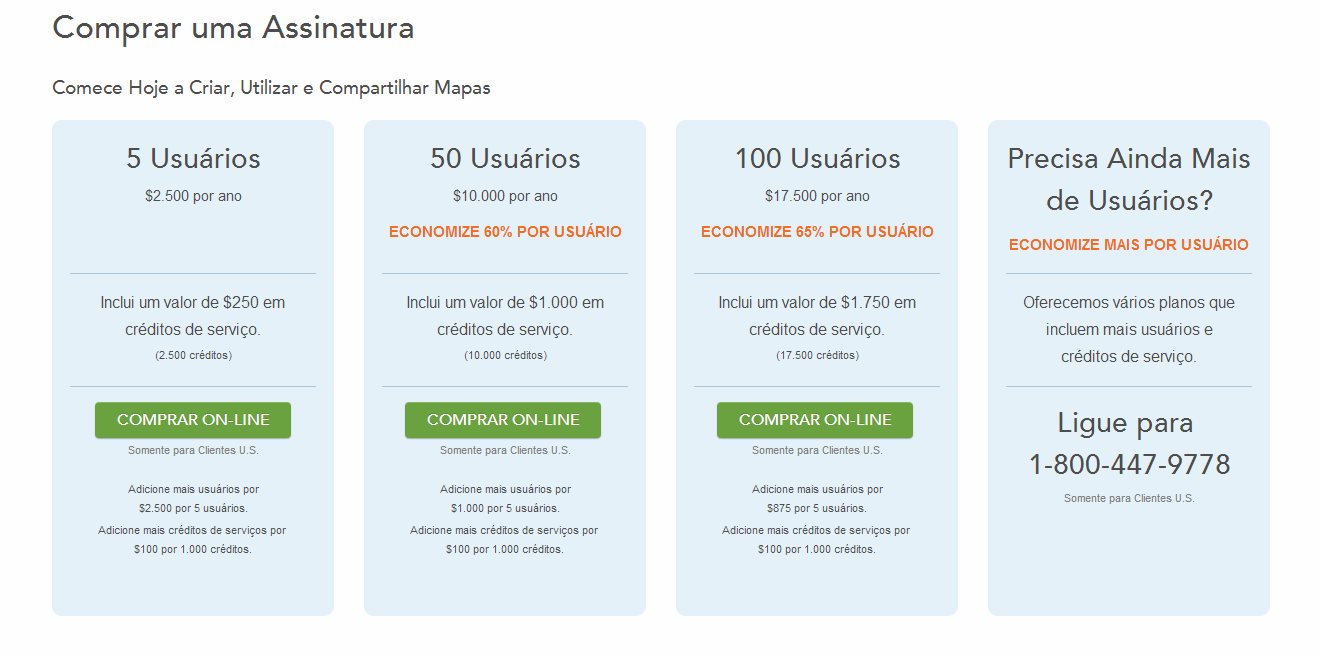 Comprar uma Assinatura
Comece Hoje a Criar, Utilizar e Compartilhar Mapas
5 Usuários
$2.500 por ano
Inclui um valor de $250 em
créditos de serviço.
(2.500 créditos)
COMPRAR ON-LINE
Somente para Clientes U.S.
Adicione mais usuários por
$2.500 por 5 usuários.
Adicione mais créditos de serviços por
$100 por 1.000 créditos.
50 Usuários
$10.000 por ano
ECONOMIZE 60% POR USUÁRIO
Inclui um valor de $1.000 em
créditos de serviço.
(10.000 créditos)
COMPRAR ON-LINE
Somente para Clientes U.S.
Adicione mais usuários por
$1.000 por 5 usuários.
Adicione mais créditos de serviços por
$100 por 1.000 créditos.
100 Usuários
$17.500 por ano
ECONOMIZE 65% POR USUÁRIO
Inclui um valor de $1.750 em
créditos de serviço.
(17.500 créditos)
COMPRAR ON-LINE
Somente para Clientes U.S.
Adicione mais usuários por
$875 por 5 usuários.
Adicione mais créditos de serviços por
$100 por 1.000 créditos.
Precisa Ainda Mais
de Usuários?
ECONOMIZE MAIS POR USUÁRIO
Oferecemos vários planos que
incluem mais usuários e
créditos de serviço.
Ligue para
1-800-447-9778
Somente para Clientes U.S.